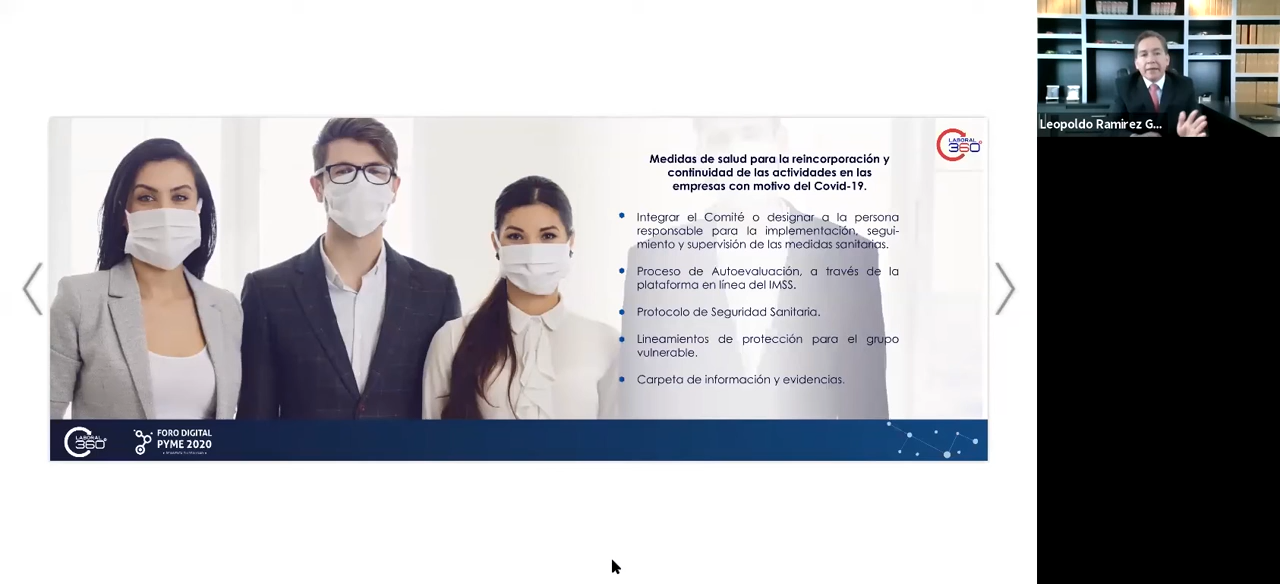 Leopoldo Ramirez G...
LABORAL
360°
Medidas de salud para la reincorporación y
continuidad de las actividades en las
empresas con motivo del Covid-19.
Integrar el Comité o designar a la persona
responsable para la implementación, segui-
miento y supervisión de las medidas sanitarias.
Proceso de Autoevaluación, a través de la
plataforma en línea del IMSS.
Protocolo de Seguridad Sanitaria.
Lineamientos de protección para el grupo
vulnerable.
Carpeta de información y evidencias.
LABORAL
360°
FORO DIGITAL
PYME 2020